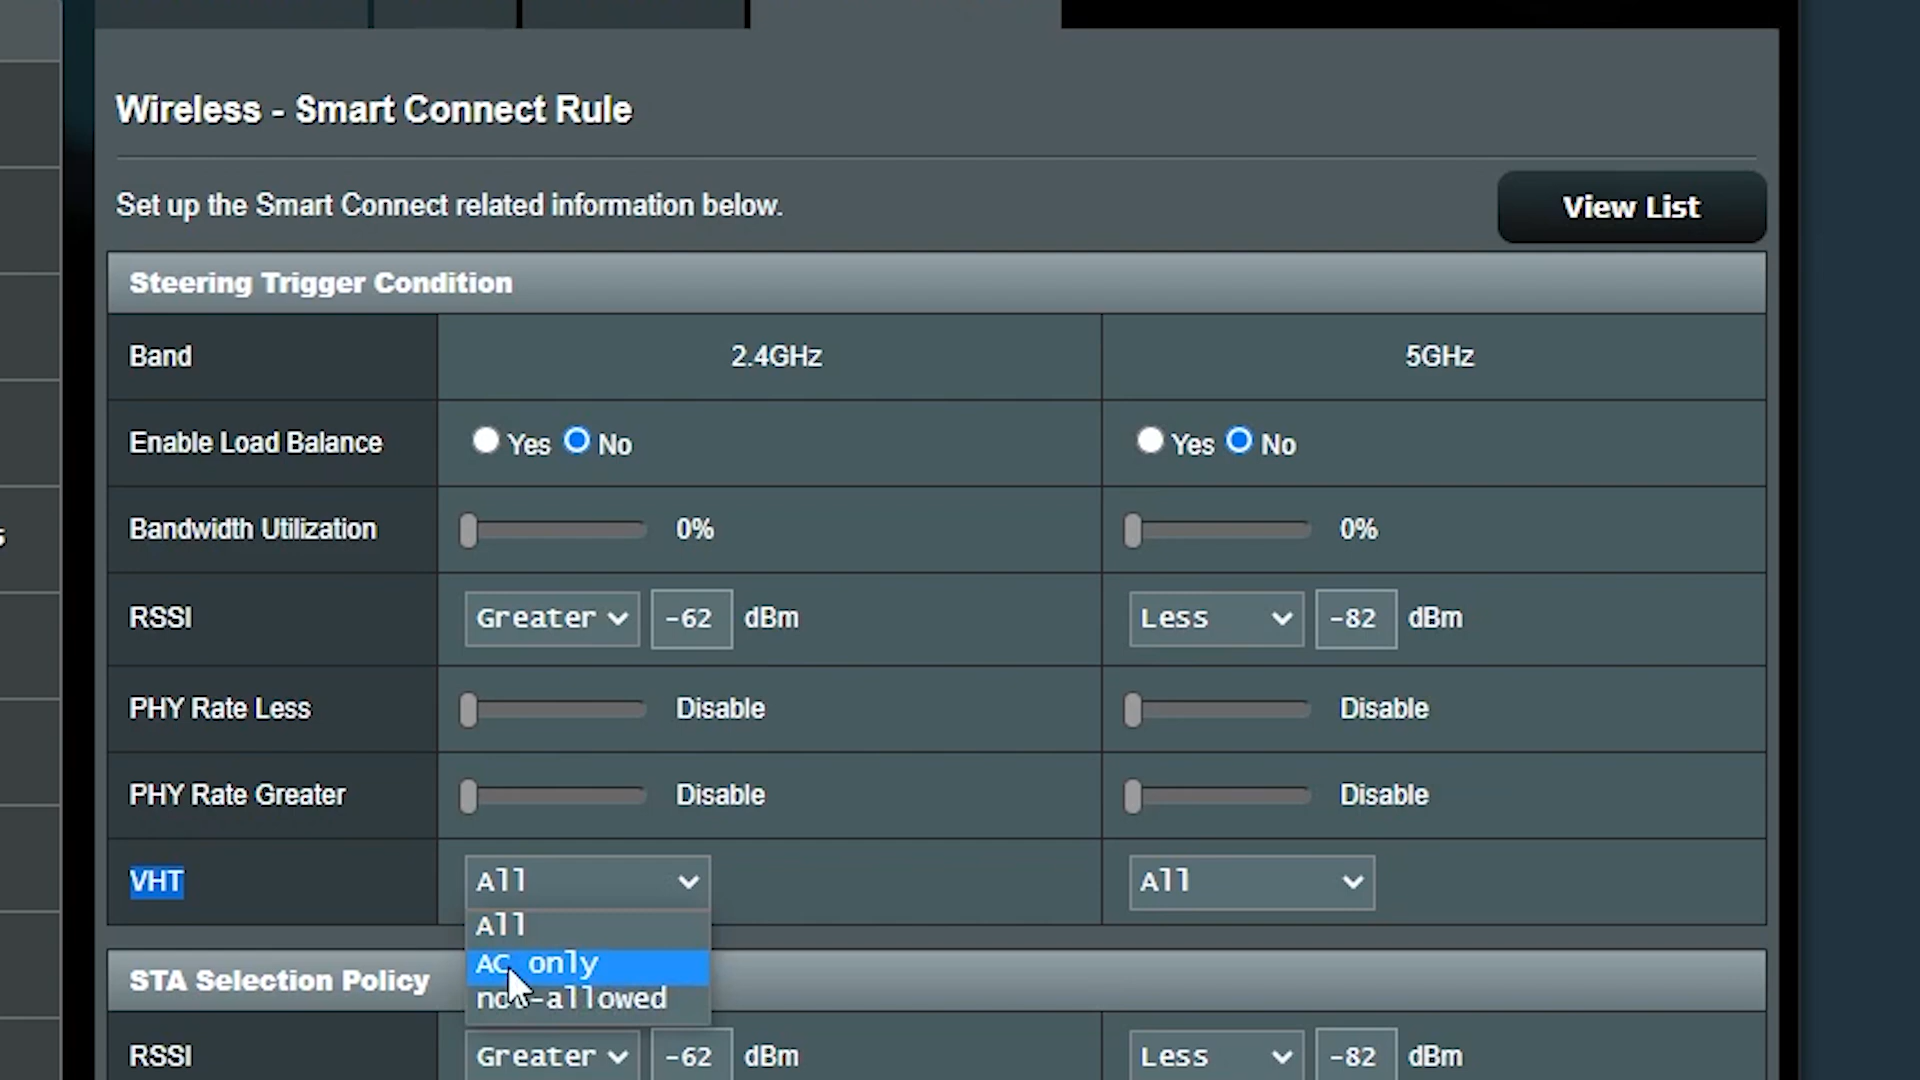 Wireless - Smart Connect Rule
Set up the Smart Connect related information below.
View List
Steering Trigger Condition
Band 2.4GHz 5GHz
Enable Load Balance Yes No Yes No
Bandwidth Utilization 0% 0%
RSSI Greater -62 dBm Less -82 dBm
PHY Rate Less Disable Disable
PHY Rate Greater Disable Disable
VHT All All
All
AC only
not-allowed
STA Selection Policy
RSSI Greater -62 dBm Less -82 dBm